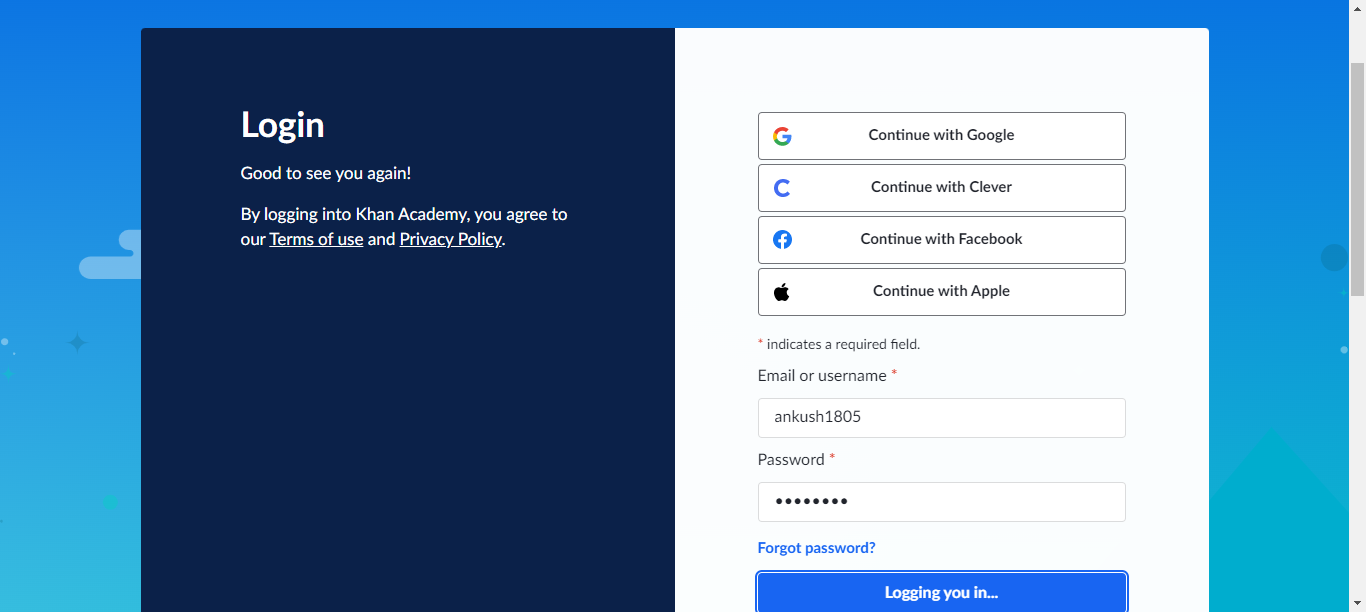 Login
Good to see you again!
By logging into Khan Academy, you agree to
our Terms of use and Privacy Policy.
Continue with Google
Continue with Clever
Continue with Facebook
Continue with Apple
* indicates a required field.
Email or username *
ankush1805
Password *
••••••••
Forgot password?
Logging you in...